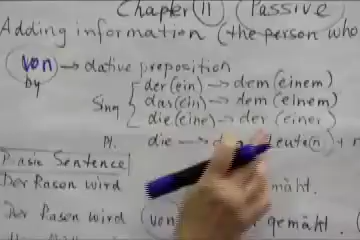 Chapter 11 (Passive
Adding information (the person who
von → dative preposition
by
Sing der (ein) → dem (einem)
das (ein) → dem (einem)
die (eine) → der (einer)
Pl. die → Leute(n) +
Basic Sentence
Der Rasen wird gemäht.
Der Rasen wird (von gemäht. (